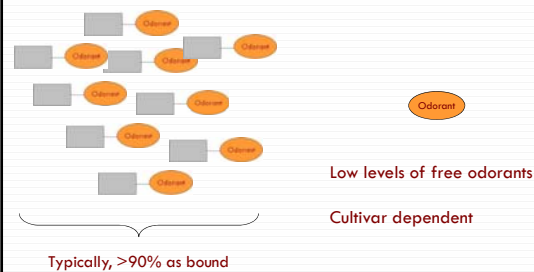 Odorant
Odorant
Odorant
Odorant
Odorant
Odorant
Odorant
Odorant
Odorant
Odorant
Low levels of free odorants
Cultivar dependent
Typically, >90% as bound